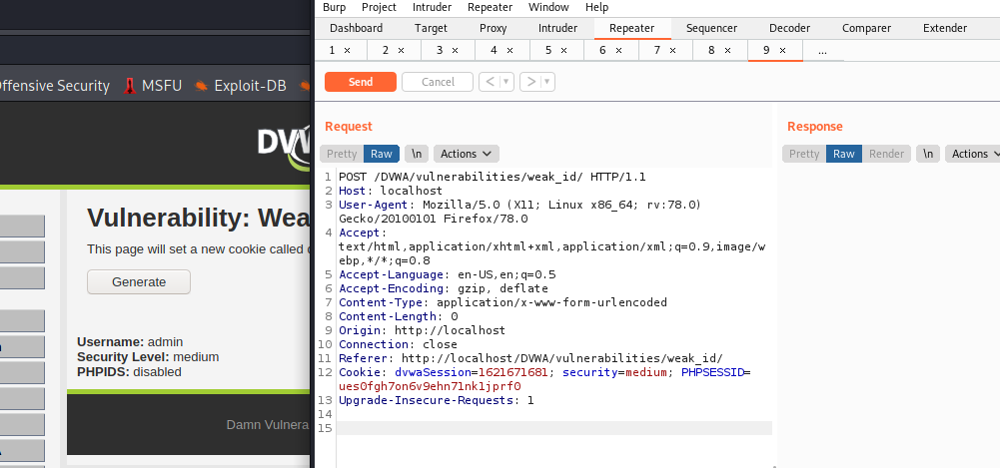 Burp Project Intruder Repeater Window Help
Dashboard Target Proxy Intruder Repeater Sequencer Decoder Comparer Extender
1 × 2 × 3 × 4 × 5 × 6 × 7 × 8 × 9 × ...
Send Cancel < ▾ > ▾
ffensive Security MSFU Exploit-DB
DVW
Vulnerability: Wea
This page will set a new cookie called
Generate
Username: admin
Security Level: medium
PHPIDS: disabled
Damn Vulnera
Request
Pretty Raw \n Actions
1 POST /DVWA/vulnerabilities/weak_id/ HTTP/1.1
2 Host: localhost
3 User-Agent: Mozilla/5.0 (X11; Linux x86_64; rv:78.0)
Gecko/20100101 Firefox/78.0
4 Accept:
text/html,application/xhtml+xml,application/xml;q=0.9,image/w
ebp,*/*;q=0.8
5 Accept-Language: en-US,en;q=0.5
6 Accept-Encoding: gzip, deflate
7 Content-Type: application/x-www-form-urlencoded
8 Content-Length: 0
9 Origin: http://localhost
10 Connection: close
11 Referer: http://localhost/DVWA/vulnerabilities/weak_id/
12 Cookie: dvwaSession=1621671681; security=medium; PHPSESSID=
ues0fgh7on6v9ehn71nk1jprf0
13 Upgrade-Insecure-Requests: 1
14
15
Response
Pretty Raw Render \n Actions